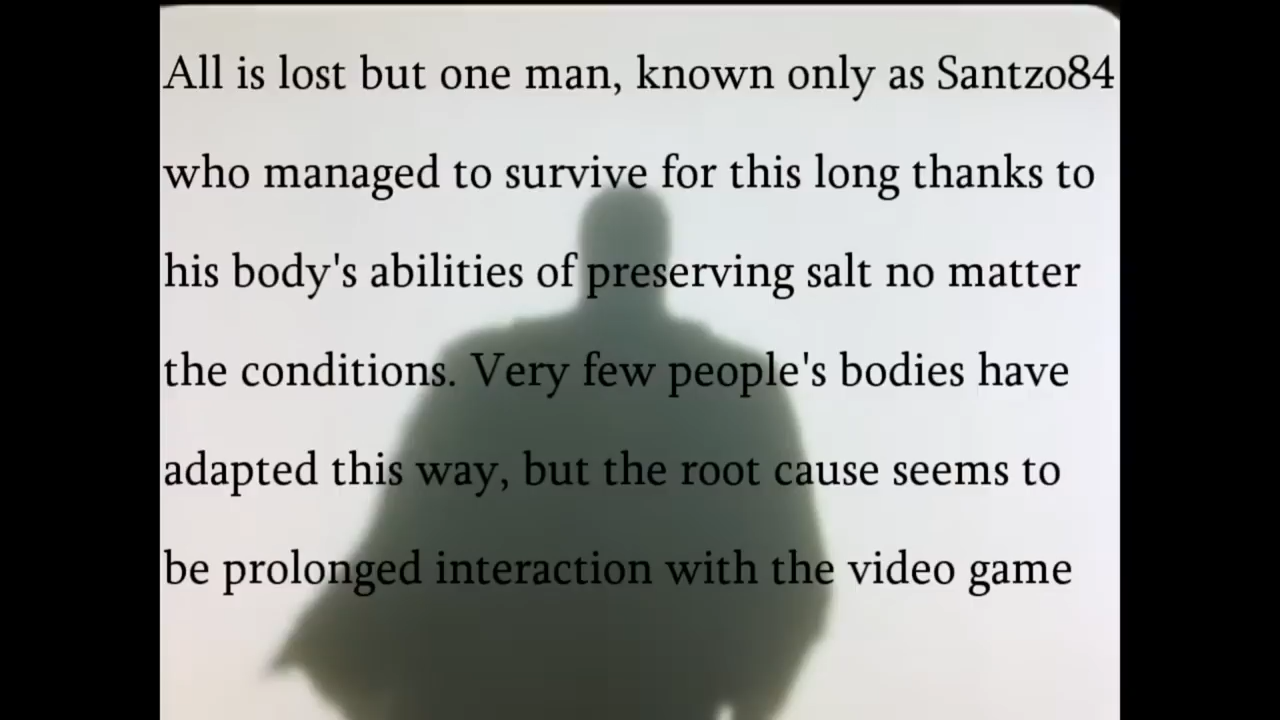 All is lost but one man, known only as Santzo84
who managed to survive for this long thanks to
his body's abilities of preserving salt no matter
the conditions. Very few people's bodies have
adapted this way, but the root cause seems to
be prolonged interaction with the video game